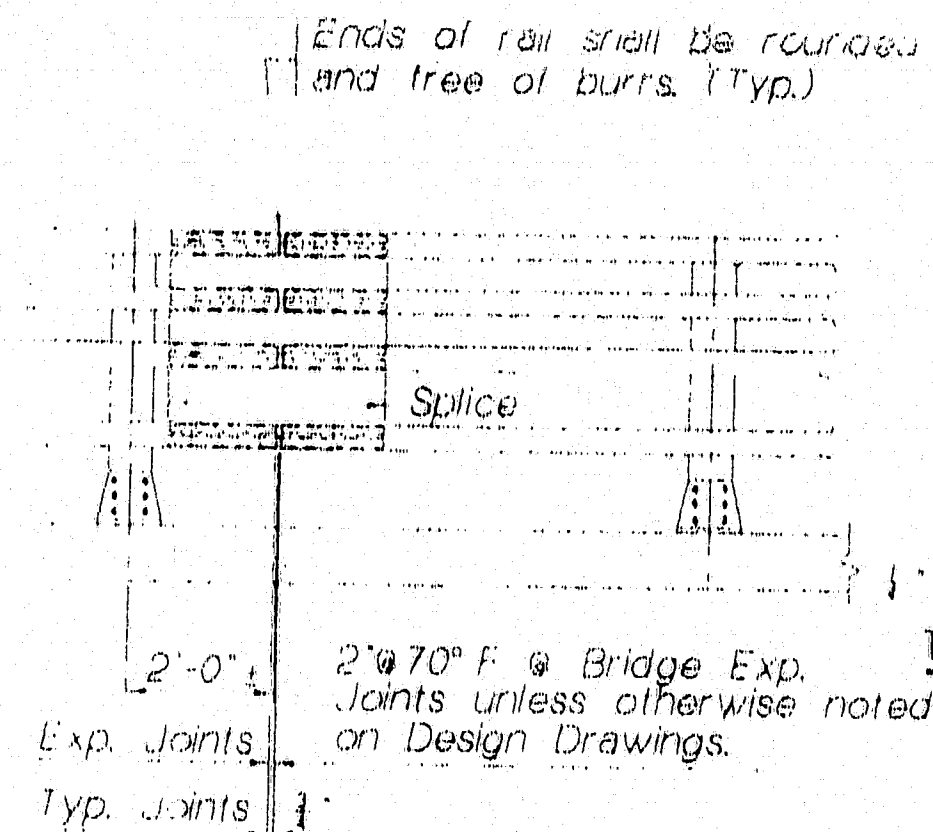 Ends of rail shall be rounded
and free of burrs. (Typ.)
Splice
2'-0"±
2"@70° F @ Bridge Exp.
Joints unless otherwise noted
on Design Drawings.
Exp. Joints
Typ. Joints